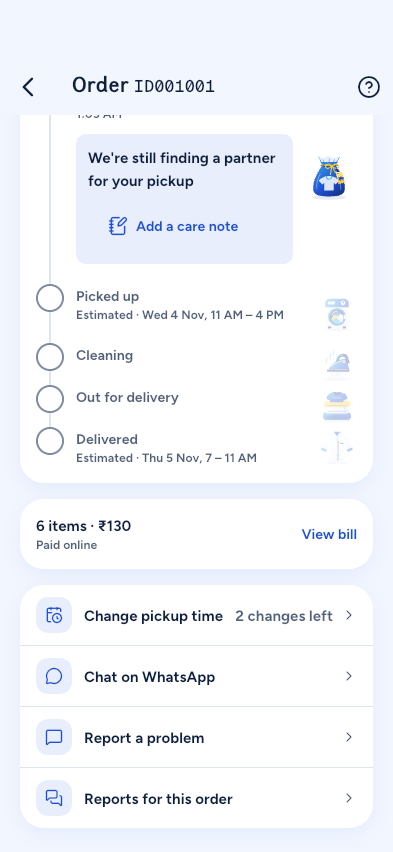 Order ID001001
We're still finding a partner
for your pickup
Add a care note
Picked up
Estimated · Wed 4 Nov, 11 AM – 4 PM
Cleaning
Out for delivery
Delivered
Estimated · Thu 5 Nov, 7 – 11 AM
6 items · ₹130
Paid online
View bill
Change pickup time 2 changes left
Chat on WhatsApp
Report a problem
Reports for this order